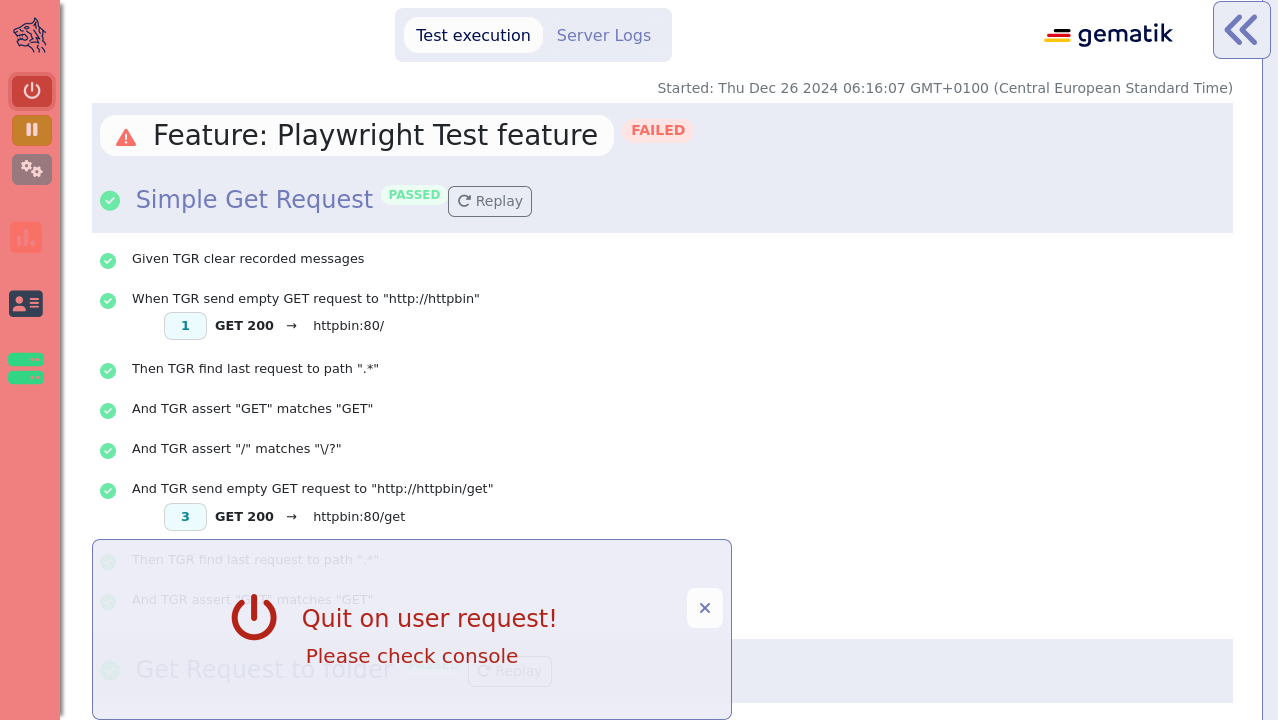 Test execution
Server Logs
gematik
Started: Thu Dec 26 2024 06:16:07 GMT+0100 (Central European Standard Time)
Feature: Playwright Test feature FAILED
Simple Get Request PASSED Replay
Given TGR clear recorded messages
When TGR send empty GET request to "http://httpbin"
1 GET 200 → httpbin:80/
Then TGR find last request to path ".*"
And TGR assert "GET" matches "GET"
And TGR assert "/" matches "\/?"
And TGR send empty GET request to "http://httpbin/get"
3 GET 200 → httpbin:80/get
Then TGR find last request to path ".*"
And TGR assert "GET" matches "GET"
Quit on user request!
Please check console
Get Request to folder Replay